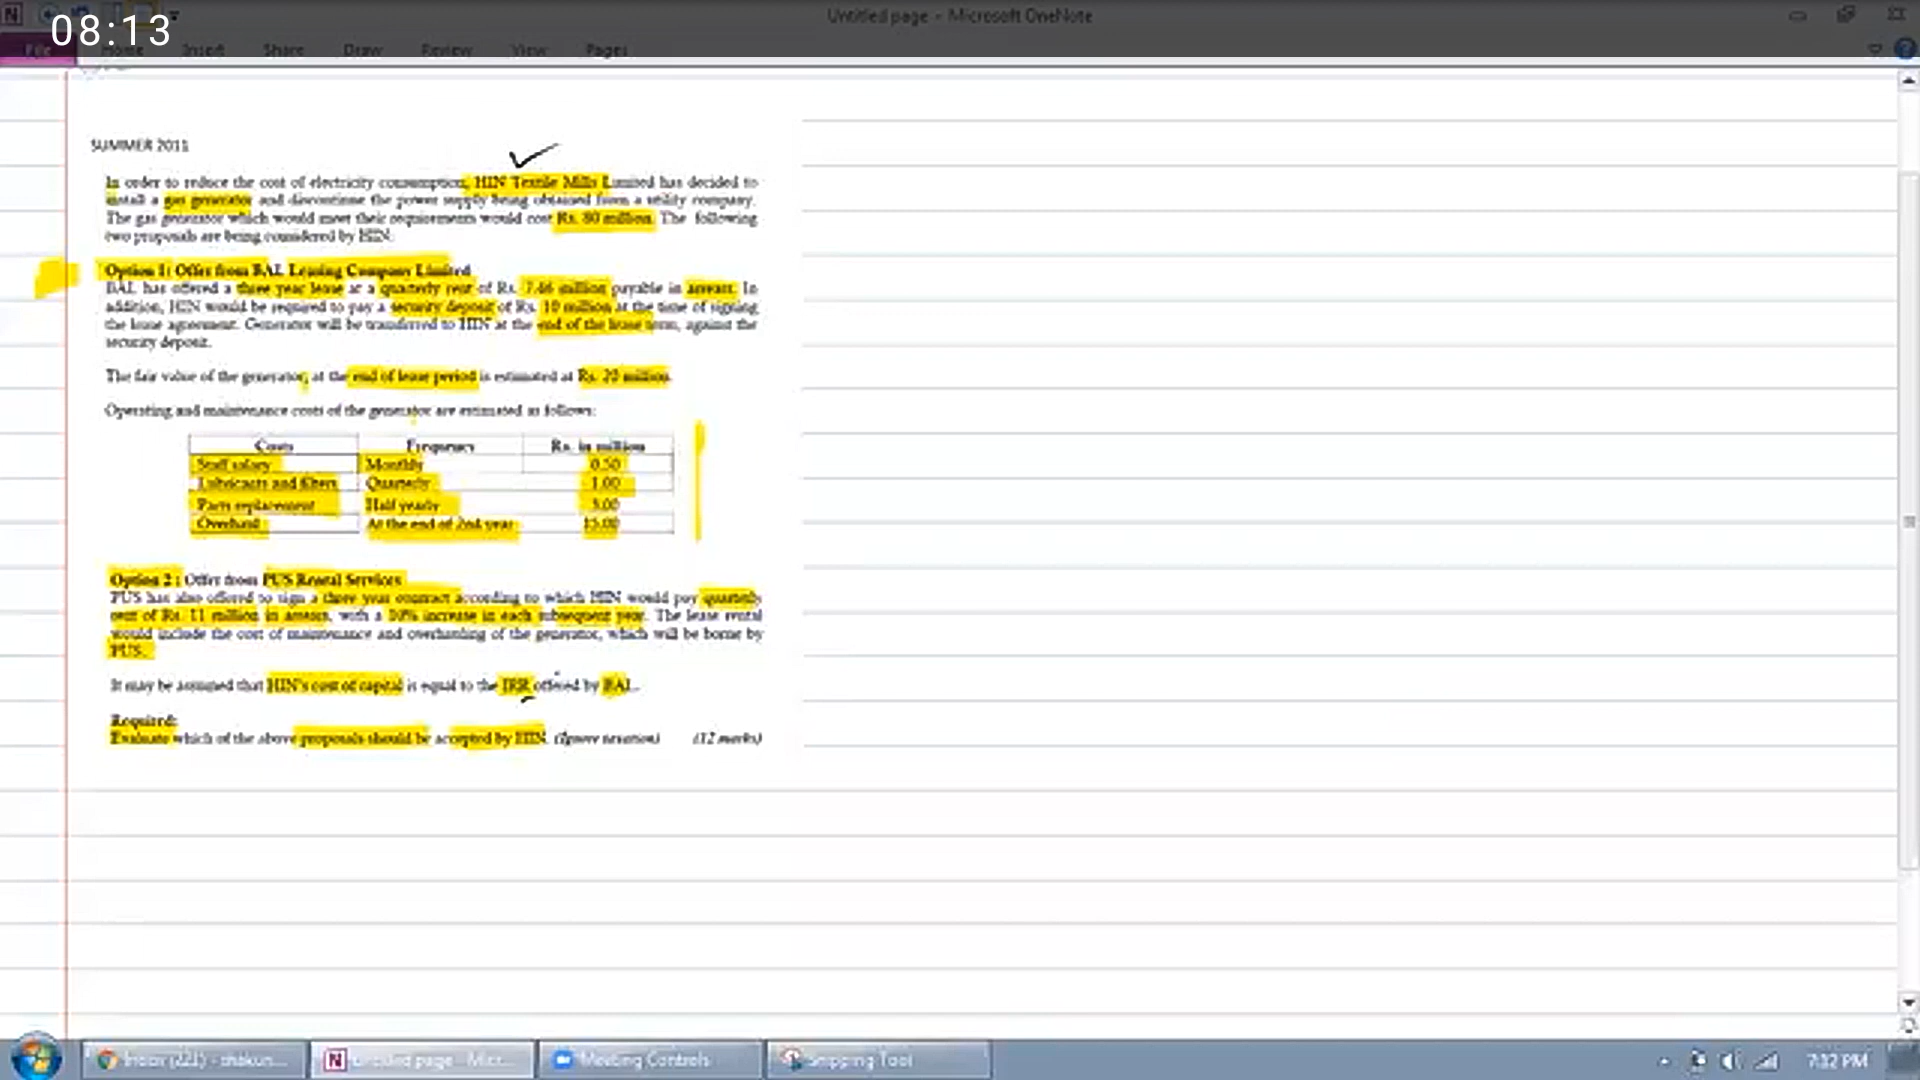 08:13
Untitled page - Microsoft OneNote
File Home Insert Share Draw Review View Pages
SUMMER 2011
In order to reduce the cost of electricity consumption, HIN Textile Mills Limited has decided to
install a gas generator and discontinue the power supply being obtained from a utility company.
The gas generator which would meet their requirements would cost Rs. 80 million. The following
two proposals are being considered by HIN:
Option 1: Offer from BAL Leasing Company Limited
BAL has offered a three year lease at a quarterly rent of Rs. 7.46 million payable in arrears. In
addition, HIN would be required to pay a security deposit of Rs. 10 million at the time of signing
the lease agreement. Generator will be transferred to HIN at the end of the lease term, against the
security deposit.
The fair value of the generator, at the end of lease period is estimated at Rs. 20 million.
Operating and maintenance costs of the generator are estimated as follows:
Costs Frequency Rs. in million
Staff salary Monthly 0.50
Lubricants and filters Quarterly 1.00
Parts replacement Half yearly 3.00
Overhaul At the end of 2nd year 15.00
Option 2 : Offer from PUS Rental Services
PUS has also offered to sign a three year contract according to which HIN would pay quarterly
rent of Rs. 11 million in arrears, with a 10% increase in each subsequent year. The lease rental
would include the cost of maintenance and overhauling of the generator, which will be borne by
PUS.
It may be assumed that HIN's cost of capital is equal to the IRR offered by BAL.
Required:
Evaluate which of the above proposals should be accepted by HIN. (Ignore taxation) (12 marks)
Inbox (221) - shakun...
Untitled page - Micr...
Meeting Controls
Snipping Tool
7:32 PM